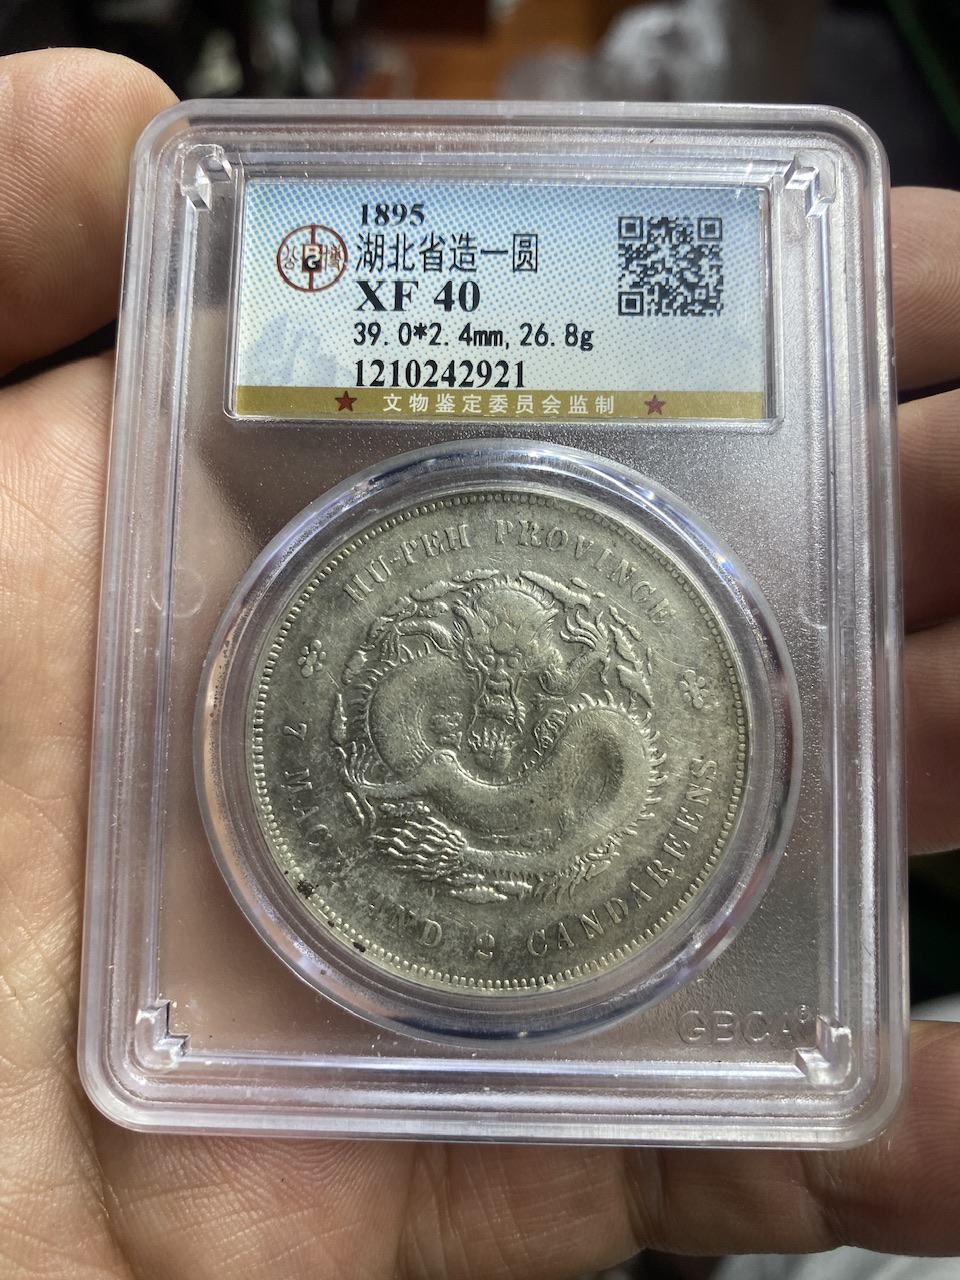 1895
湖北省造一圆
XF 40
39.0*2.4mm,26.8g
1210242921
★ 文物鉴定委员会监制 ★
HU-PEH PROVINCE
7 MAC AND 2 CANDAREENS
GBCA